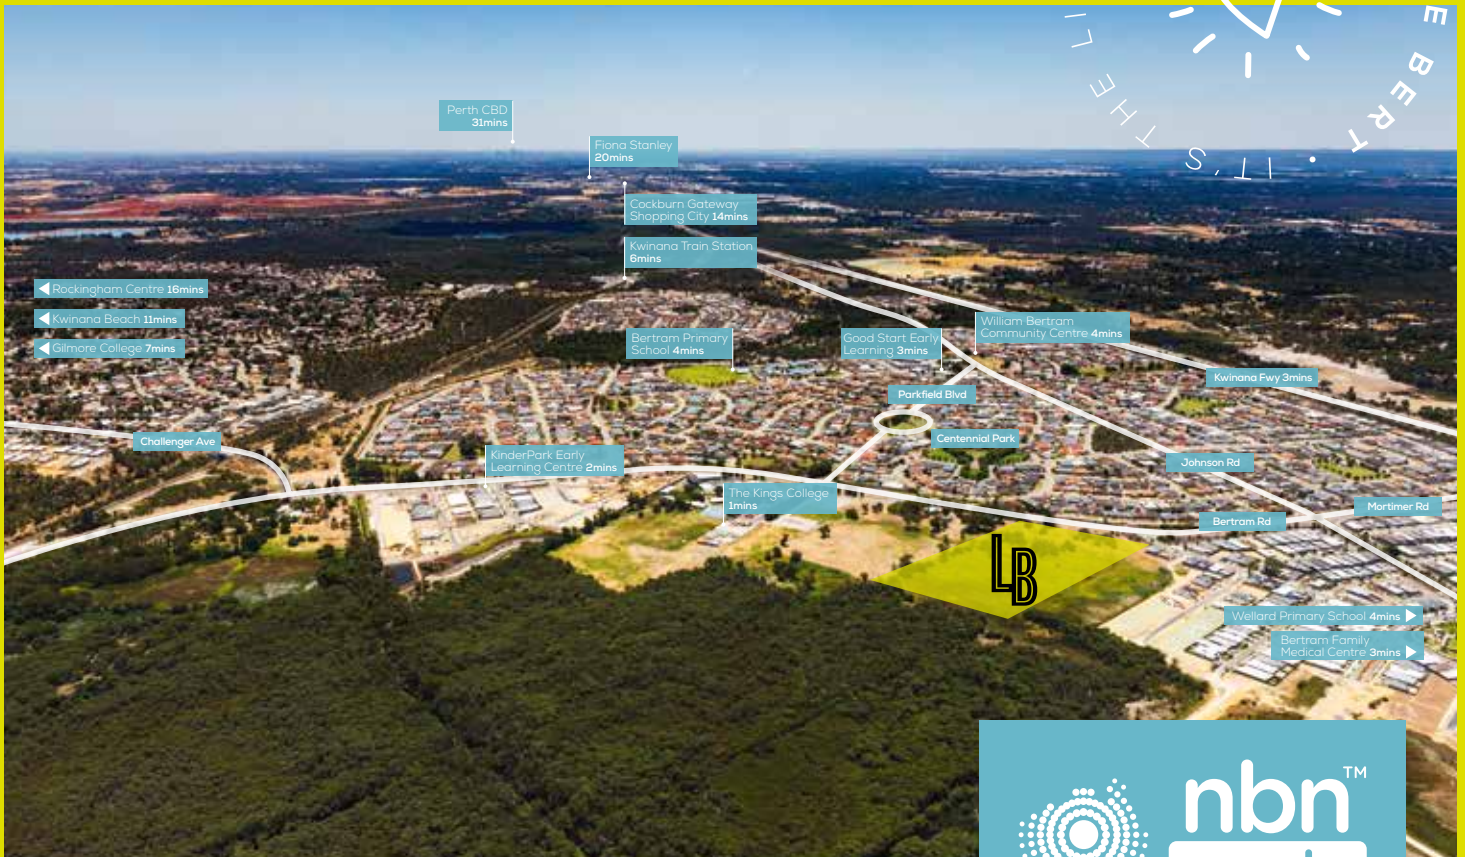 E BERT • IT'S THE LI
Perth CBD
31mins
Fiona Stanley
20mins
Cockburn Gateway
Shopping City 14mins
Kwinana Train Station
6mins
Rockingham Centre 16mins
Kwinana Beach 11mins
Gilmore College 7mins
Bertram Primary
School 4mins
Good Start Early
Learning 3mins
William Bertram
Community Centre 4mins
Kwinana Fwy 3mins
Parkfield Blvd
Centennial Park
Challenger Ave
KinderPark Early
Learning Centre 2mins
Johnson Rd
The Kings College
1mins
Mortimer Rd
Bertram Rd
LB
Wellard Primary School 4mins
Bertram Family
Medical Centre 3mins
nbn™